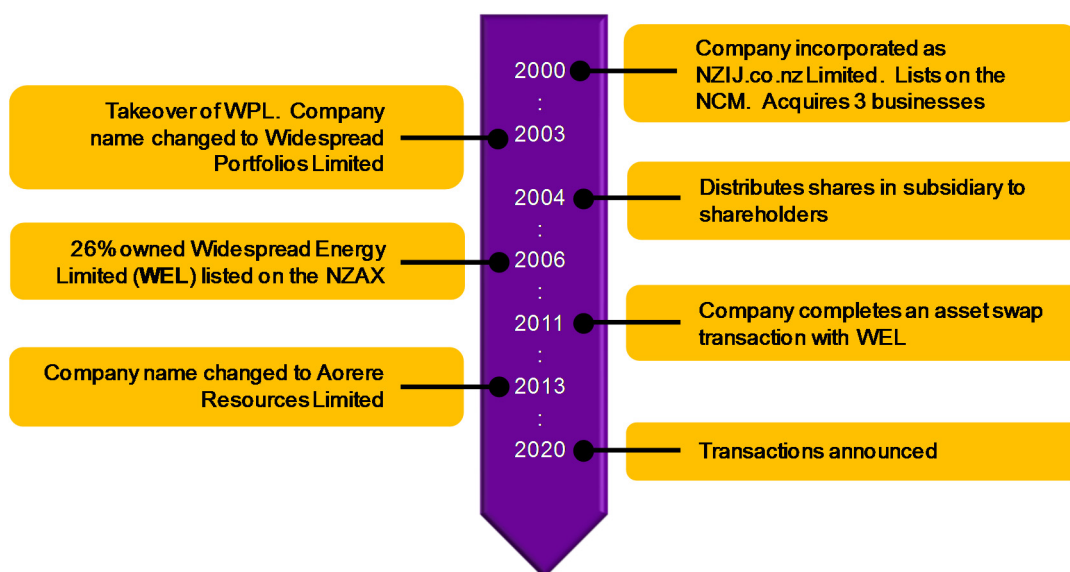 2000
Company incorporated as
NZIJ.co.nz Limited.  Lists on the
NCM.  Acquires 3 businesses
:
Takeover of WPL.  Company
name changed to Widespread
Portfolios Limited
2003
2004
Distributes shares in subsidiary to
shareholders
:
26% owned Widespread Energy
Limited (WEL) listed on the NZAX
2006
:
2011
Company completes an asset swap
transaction with WEL
:
Company name changed to Aorere
Resources Limited
2013
:
2020
Transactions announced